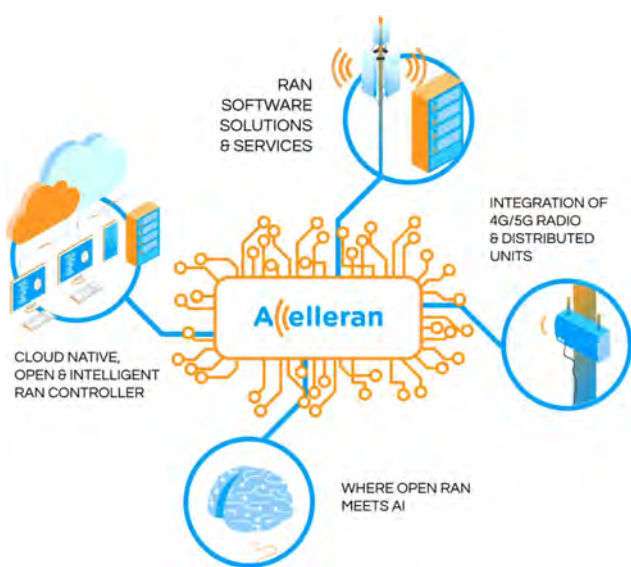 RAN
SOFTWARE
SOLUTIONS
& SERVICES
INTEGRATION OF
4G/5G RADIO
& DISTRIBUTED
UNITS
Accelleran
CLOUD NATIVE,
OPEN & INTELLIGENT
RAN CONTROLLER
WHERE OPEN RAN
MEETS AI